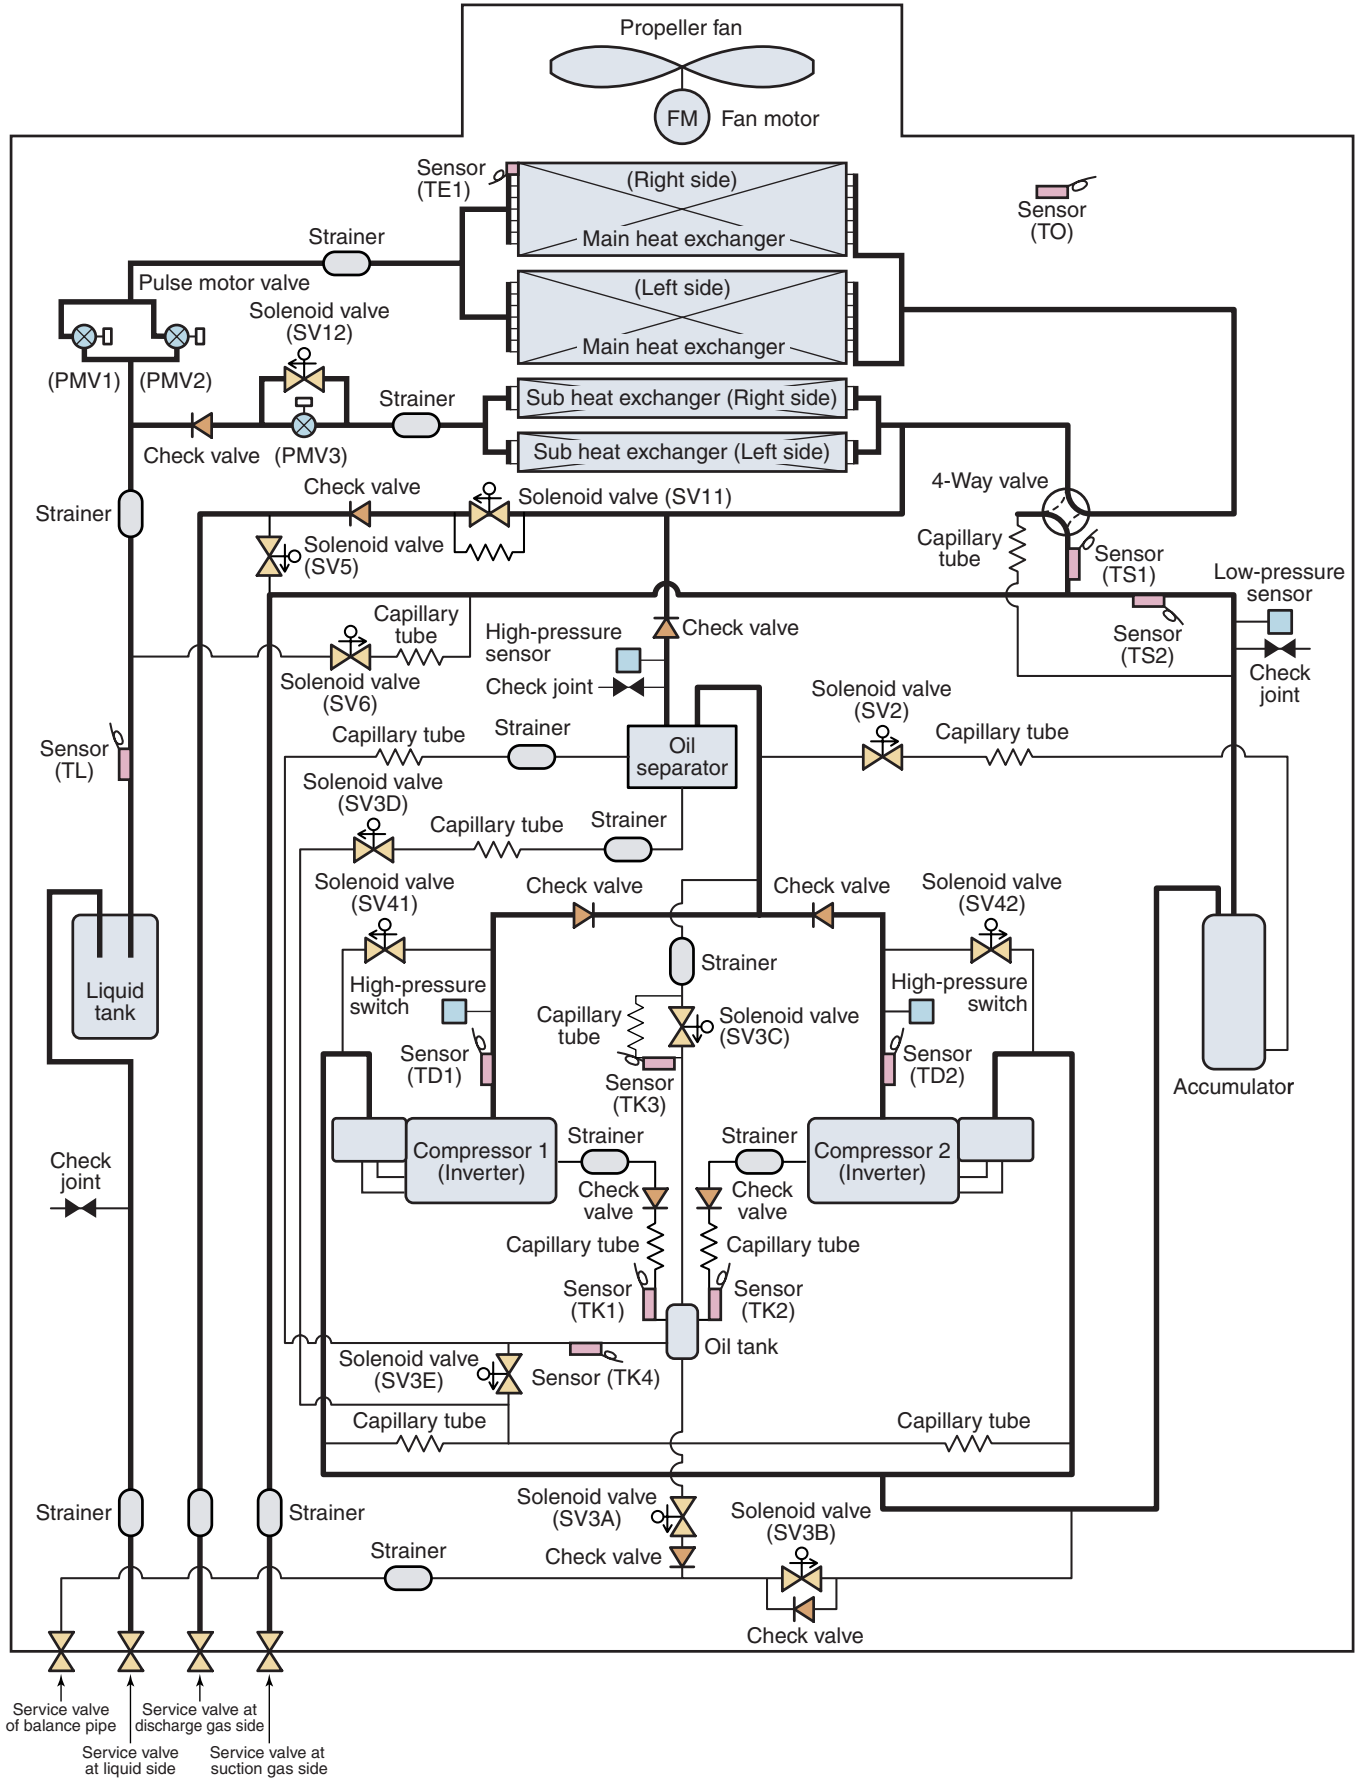 Propeller fan
FM
Fan motor
Sensor
(TE1)
(Right side)
Main heat exchanger
Sensor
(TO)
Strainer
Pulse motor valve
(Left side)
Main heat exchanger
Solenoid valve
(SV12)
(PMV1)
(PMV2)
Strainer
Sub heat exchanger (Right side)
Check valve
(PMV3)
Sub heat exchanger (Left side)
Strainer
Check valve
Solenoid valve (SV11)
4-Way valve
Solenoid valve
(SV5)
Capillary
tube
Sensor
(TS1)
Low-pressure
sensor
Capillary
tube
High-pressure
sensor
Check valve
Sensor
(TS2)
Check
joint
Solenoid valve
(SV6)
Check joint
Solenoid valve
(SV2)
Sensor
(TL)
Capillary tube
Strainer
Oil
separator
Capillary tube
Solenoid valve
(SV3D)
Capillary tube
Strainer
Solenoid valve
(SV41)
Check valve
Check valve
Solenoid valve
(SV42)
Liquid
tank
High-pressure
switch
Strainer
High-pressure
switch
Capillary
tube
Solenoid valve
(SV3C)
Sensor
(TD1)
Sensor
(TK3)
Sensor
(TD2)
Accumulator
Compressor 1
(Inverter)
Strainer
Strainer
Compressor 2
(Inverter)
Check
joint
Check
valve
Check
valve
Capillary tube
Capillary tube
Sensor
(TK1)
Sensor
(TK2)
Oil tank
Solenoid valve
(SV3E)
Sensor (TK4)
Capillary tube
Capillary tube
Strainer
Strainer
Solenoid valve
(SV3A)
Solenoid valve
(SV3B)
Strainer
Check valve
Check valve
Service valve
of balance pipe
Service valve at
discharge gas side
Service valve
at liquid side
Service valve at
suction gas side